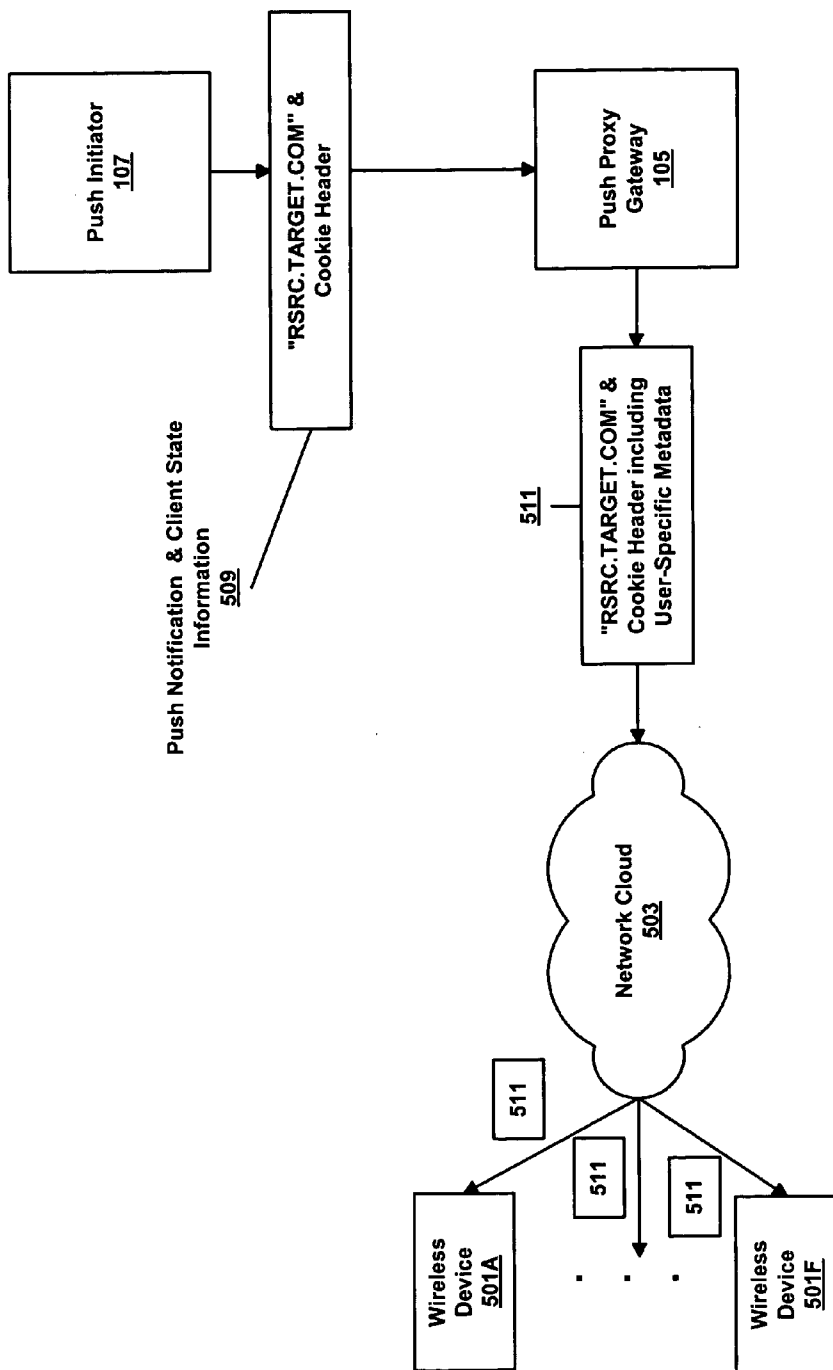 Push Initiator
107
"RSRC.TARGET.COM" &
Cookie Header
Push Notification & Client State
Information
509
Push Proxy
Gateway
105
"RSRC.TARGET.COM" &
Cookie Header including
User-Specific Metadata
511
Network Cloud
503
511
511
511
Wireless
Device
501A
Wireless
Device
501F